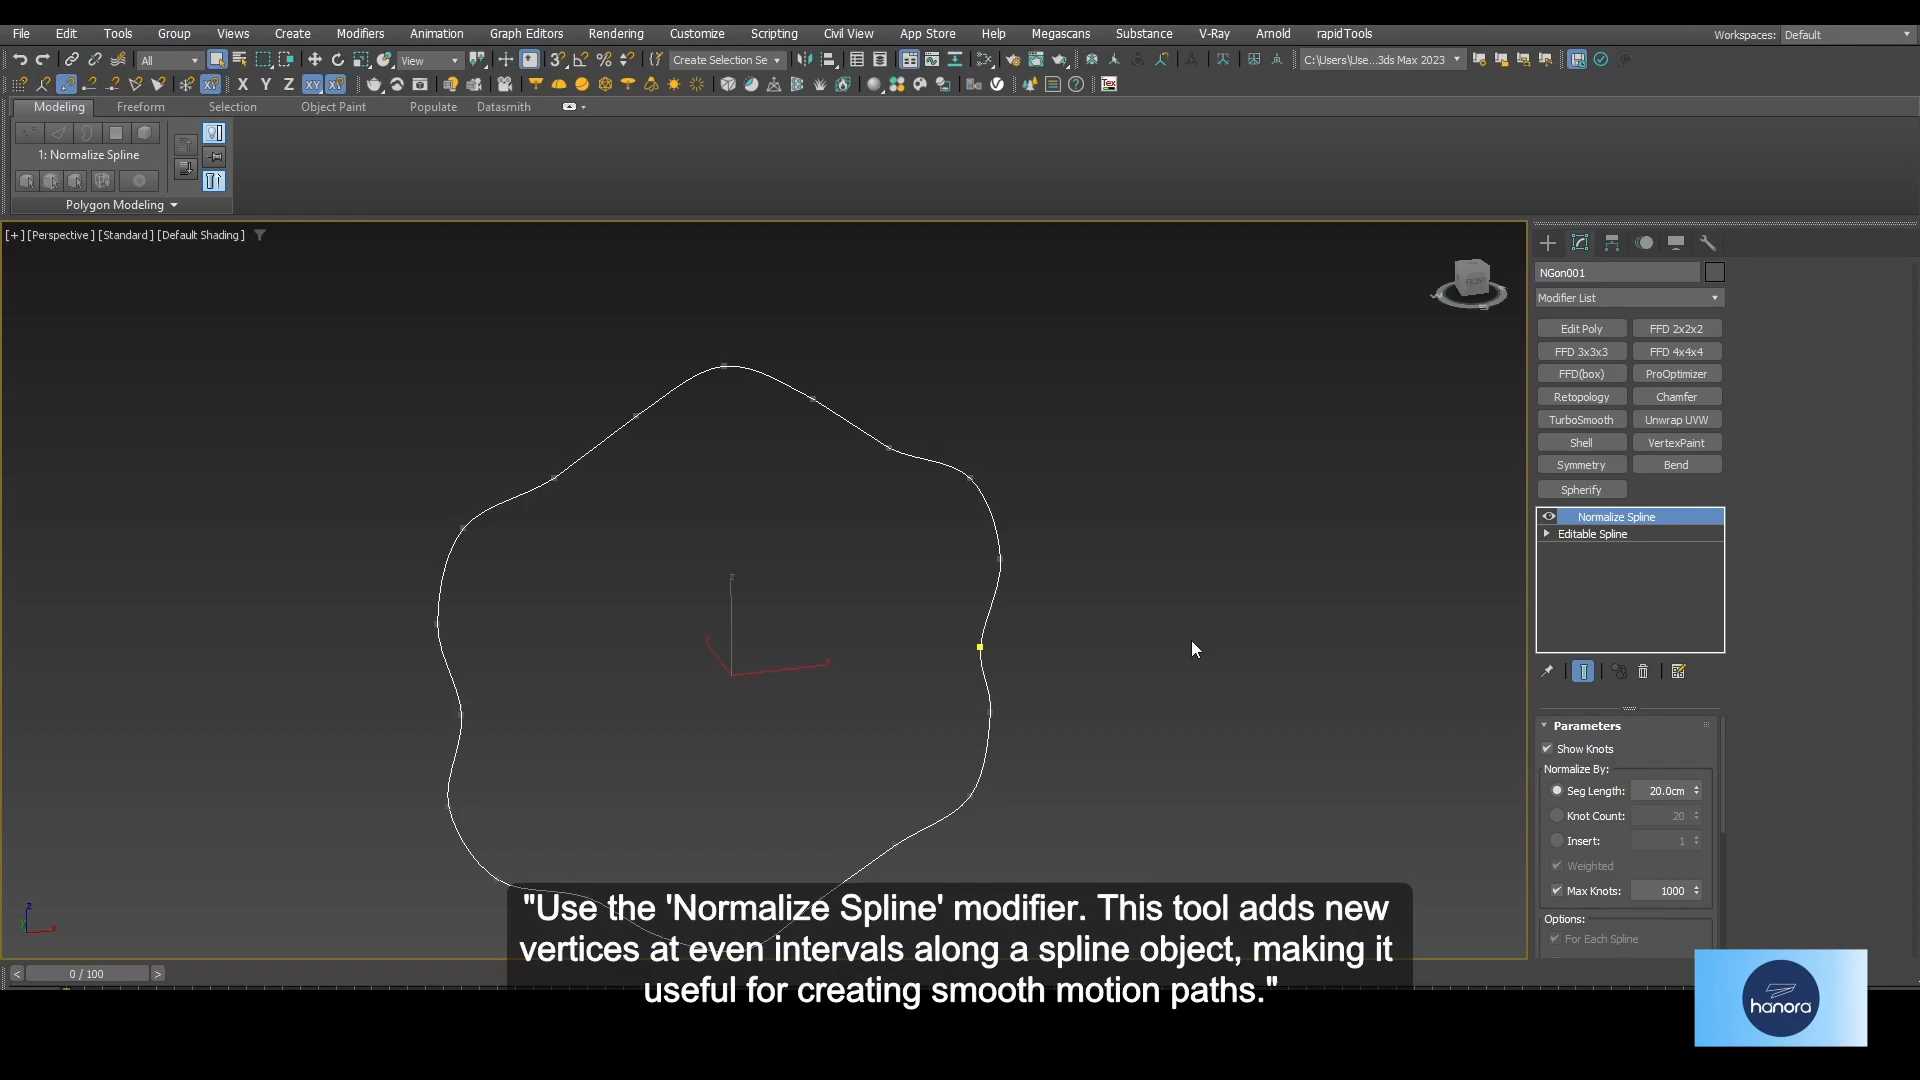 File Edit Tools Group Views Create Modifiers Animation Graph Editors Rendering Customize Scripting Civil View App Store Help Megascans Substance V-Ray Arnold rapidTools Workspaces: Default
All View Create Selection Se C:\Users\Use...3ds Max 2023
X Y Z XY XY Tex
Modeling Freeform Selection Object Paint Populate Datasmith
1: Normalize Spline
Polygon Modeling
[+] [Perspective] [Standard] [Default Shading]
FRONT
NGon001
Modifier List
Edit Poly FFD 2x2x2
FFD 3x3x3 FFD 4x4x4
FFD(box) ProOptimizer
Retopology Chamfer
TurboSmooth Unwrap UVW
Shell VertexPaint
Symmetry Bend
Spherify
Normalize Spline
Editable Spline
z
x
Parameters
Show Knots
Normalize By:
Seg Length: 20.0cm
Knot Count: 20
Insert: 1
Weighted
Max Knots: 1000
Options:
For Each Spline
z
x
"Use the 'Normalize Spline' modifier. This tool adds new
vertices at even intervals along a spline object, making it
useful for creating smooth motion paths."
< 0 / 100 >
hanora